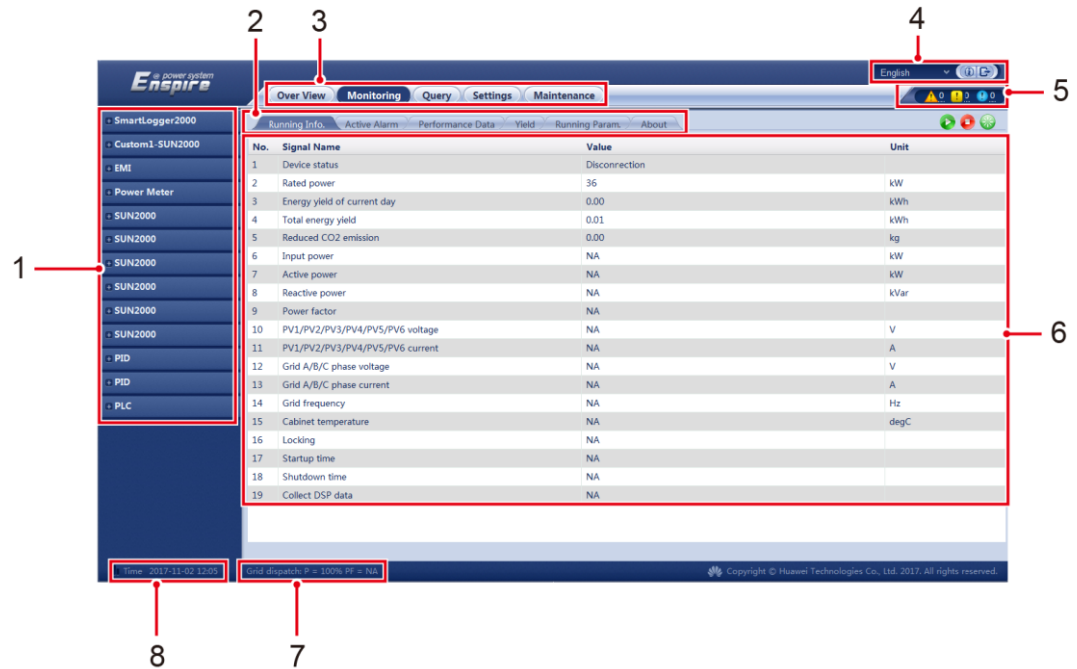 2 3 4
e power system
Enspire
English
Over View Monitoring Query Settings Maintenance
0 0 0
5
SmartLogger2000
Custom1-SUN2000
EMI
Power Meter
SUN2000
SUN2000
SUN2000
SUN2000
SUN2000
SUN2000
PID
PID
PLC
1
Running Info. Active Alarm Performance Data Yield Running Param. About
No. Signal Name Value Unit
1 Device status Disconnection
2 Rated power 36 kW
3 Energy yield of current day 0.00 kWh
4 Total energy yield 0.01 kWh
5 Reduced CO2 emission 0.00 kg
6 Input power NA kW
7 Active power NA kW
8 Reactive power NA kVar
9 Power factor NA
10 PV1/PV2/PV3/PV4/PV5/PV6 voltage NA V
11 PV1/PV2/PV3/PV4/PV5/PV6 current NA A
12 Grid A/B/C phase voltage NA V
13 Grid A/B/C phase current NA A
14 Grid frequency NA Hz
15 Cabinet temperature NA degC
16 Locking NA
17 Startup time NA
18 Shutdown time NA
19 Collect DSP data NA
6
Time 2017-11-02 12:05
Grid dispatch: P = 100% PF = NA
Copyright © Huawei Technologies Co., Ltd. 2017. All rights reserved.
8 7